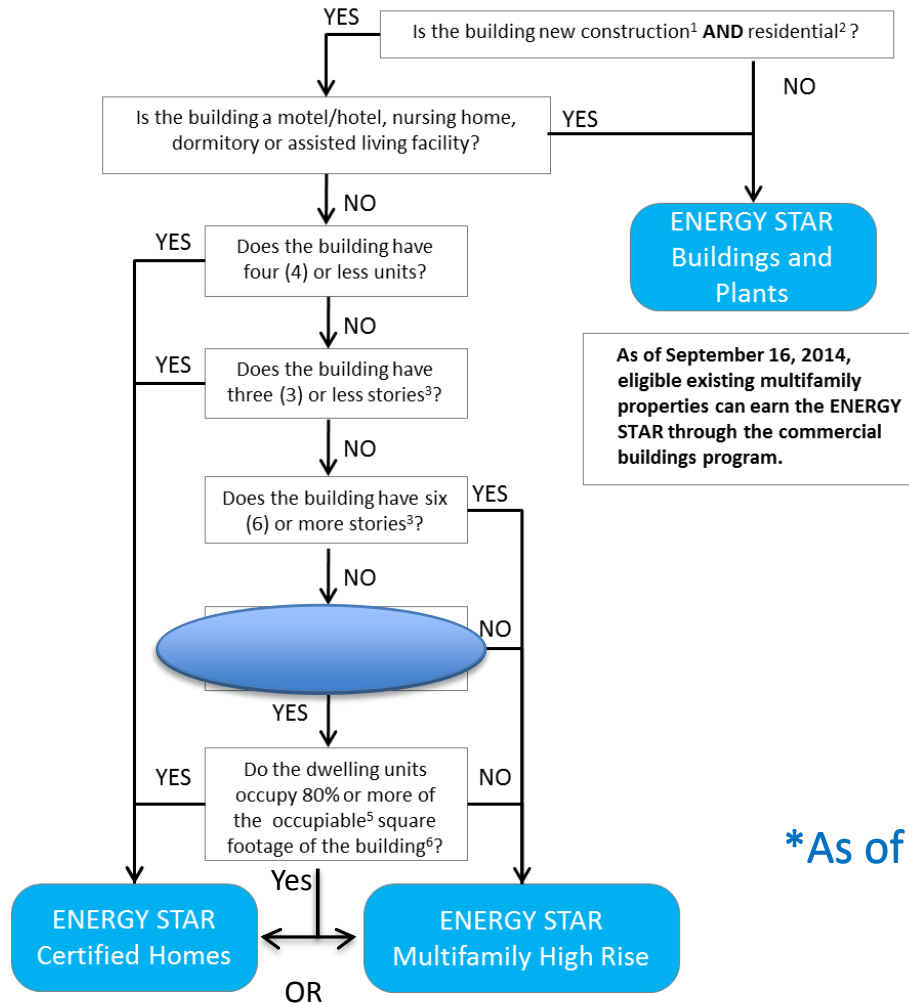 YES
Is the building new construction¹ AND residential² ?
NO
Is the building a motel/hotel, nursing home,
dormitory or assisted living facility?
YES
NO
ENERGY STAR
Buildings and
Plants
YES
Does the building have
four (4) or less units?
NO
As of September 16, 2014,
eligible existing multifamily
properties can earn the ENERGY
STAR through the commercial
buildings program.
YES
Does the building have
three (3) or less stories³?
NO
Does the building have six
(6) or more stories³?
YES
NO
NO
YES
YES
Do the dwelling units
occupy 80% or more of
the occupiable⁵ square
footage of the building⁶?
NO
*As of
Yes
ENERGY STAR
Certified Homes
ENERGY STAR
Multifamily High Rise
OR